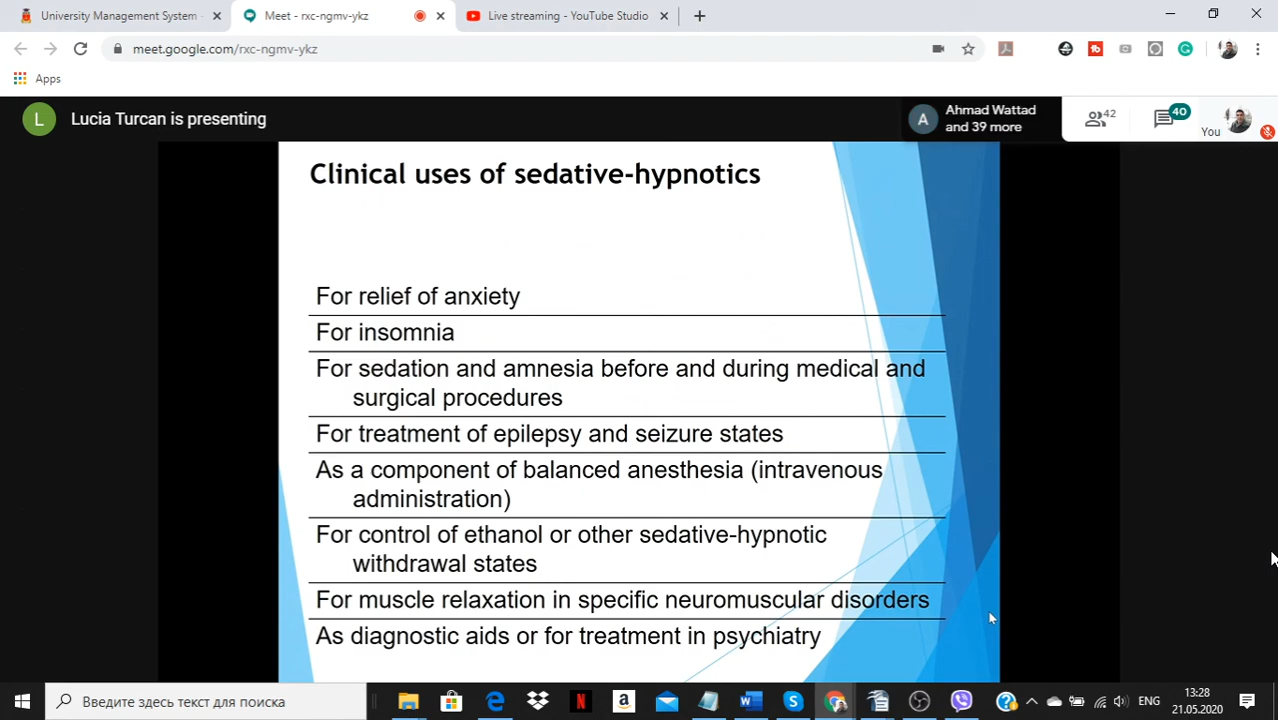 University Management System -
Meet - rxc-ngmv-ykz
Live streaming - YouTube Studio
meet.google.com/rxc-ngmv-ykz
Apps
L
Lucia Turcan is presenting
A
Ahmad Wattad
and 39 more
42
40
You
Clinical uses of sedative-hypnotics
For relief of anxiety
For insomnia
For sedation and amnesia before and during medical and
surgical procedures
For treatment of epilepsy and seizure states
As a component of balanced anesthesia (intravenous
administration)
For control of ethanol or other sedative-hypnotic
withdrawal states
For muscle relaxation in specific neuromuscular disorders
As diagnostic aids or for treatment in psychiatry
Введите здесь текст для поиска
ENG
13:28
21.05.2020